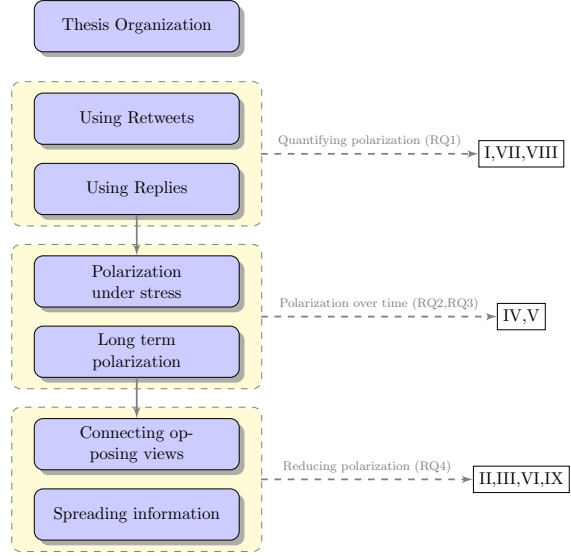 Thesis Organization
Using Retweets
Quantifying polarization (RQ1)
I,VII,VIII
Using Replies
Polarization
under stress
Polarization over time (RQ2,RQ3)
IV,V
Long term
polarization
Connecting op-
posing views
Reducing polarization (RQ4)
II,III,VI,IX
Spreading information